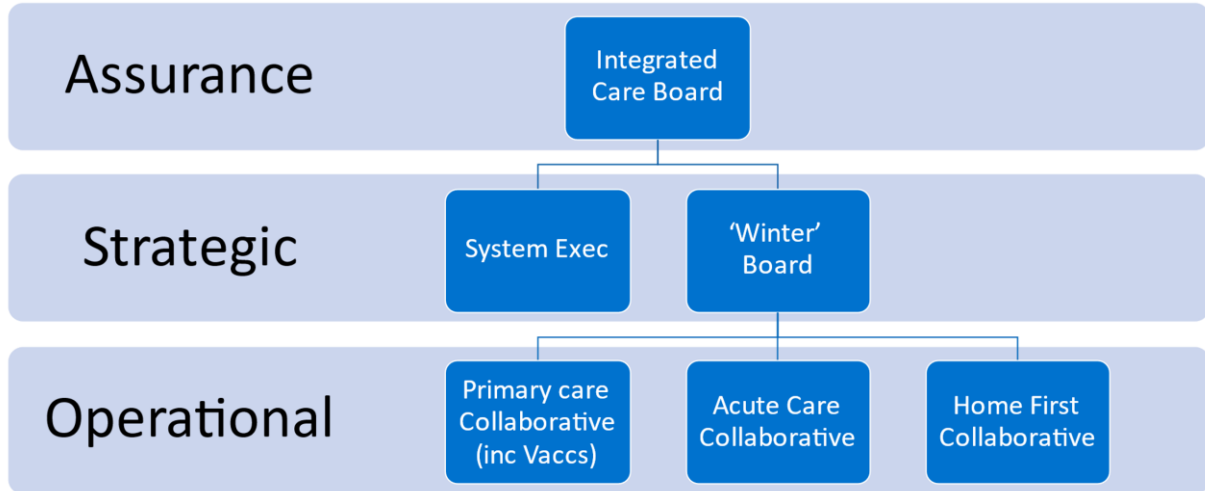 Assurance
Integrated
Care Board
Strategic
System Exec
‘Winter’
Board
Operational
Primary care
Collaborative
(inc Vaccs)
Acute Care
Collaborative
Home First
Collaborative